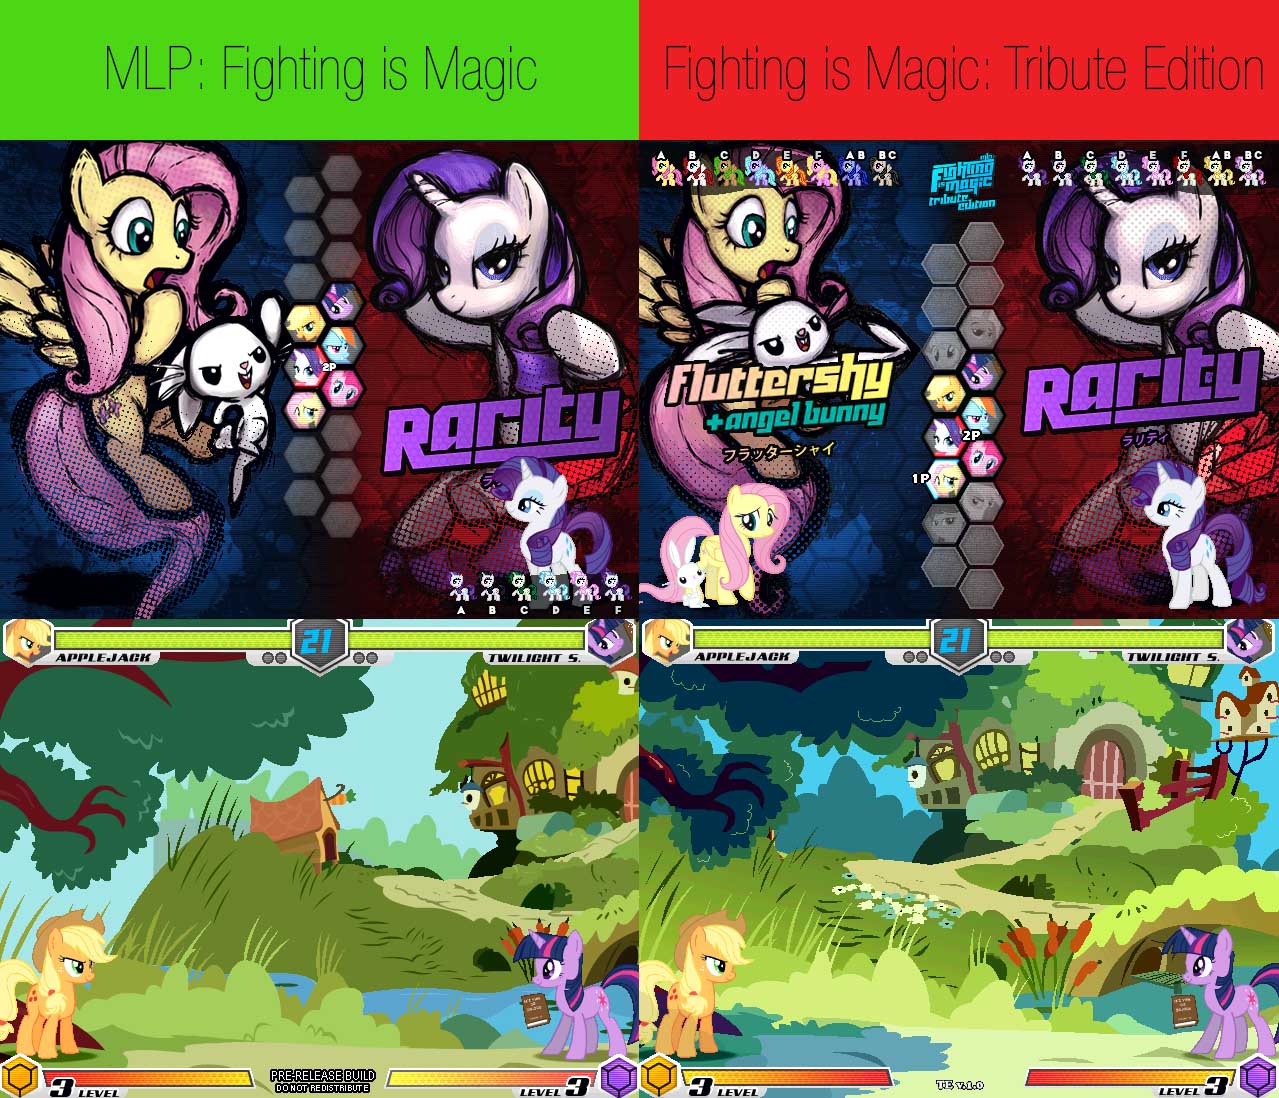 MLP: Fighting is Magic
Fighting is Magic: Tribute Edition
2P
Rarity
A B C D E F
A B C D E F AB BC
mlp:
Fighting
is magic
tribute edition
A B C D E F AB BC
Fluttershy
+angel bunny
フラッターシャイ
Rarity
ラリティ
2P
1P
21
APPLEJACK
TWILIGHT S.
3 LEVEL
PRE-RELEASE BUILD
DO NOT REDISTRIBUTE
LEVEL 3
21
APPLEJACK
TWILIGHT S.
3 LEVEL
TE v.1.0
LEVEL 3